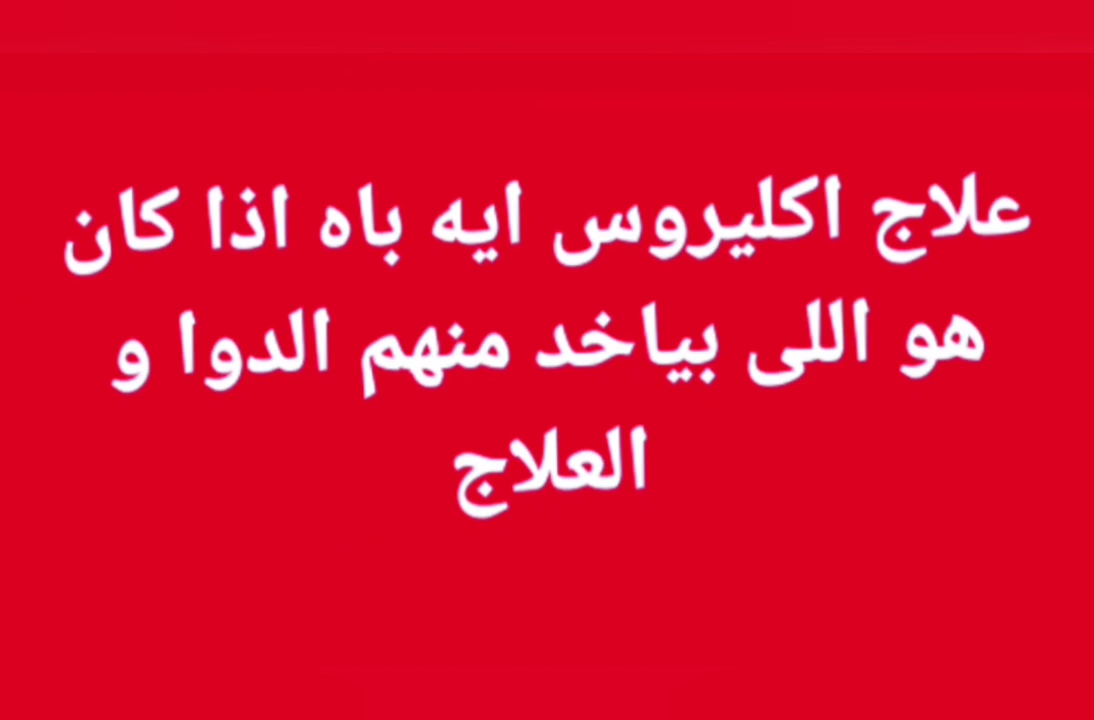 علاج اكليروس ايه باه اذا كان
هو اللى بياخد منهم الدوا و
العلاج